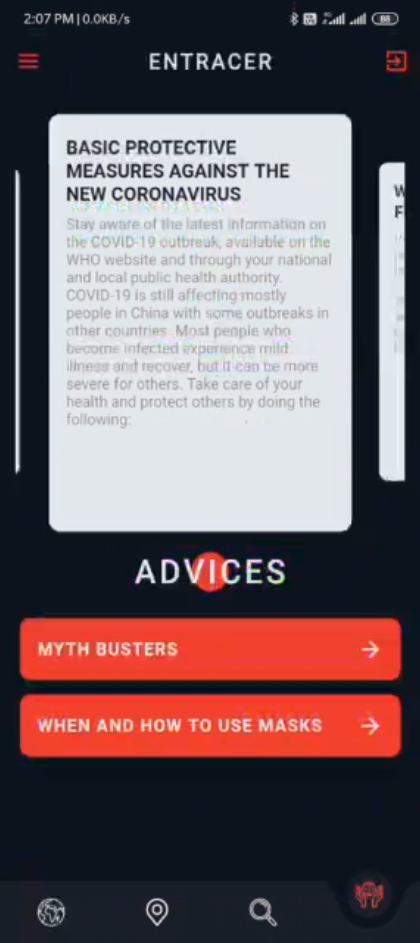 2:07 PM | 0.0KB/s
88
ENTRACER
BASIC PROTECTIVE
MEASURES AGAINST THE
NEW CORONAVIRUS
Stay aware of the latest information on
the COVID-19 outbreak, available on the
WHO website and through your national
and local public health authority.
COVID-19 is still affecting mostly
people in China with some outbreaks in
other countries. Most people who
become infected experience mild
illness and recover, but it can be more
severe for others. Take care of your
health and protect others by doing the
following:
W
F
ADVICES
MYTH BUSTERS
WHEN AND HOW TO USE MASKS